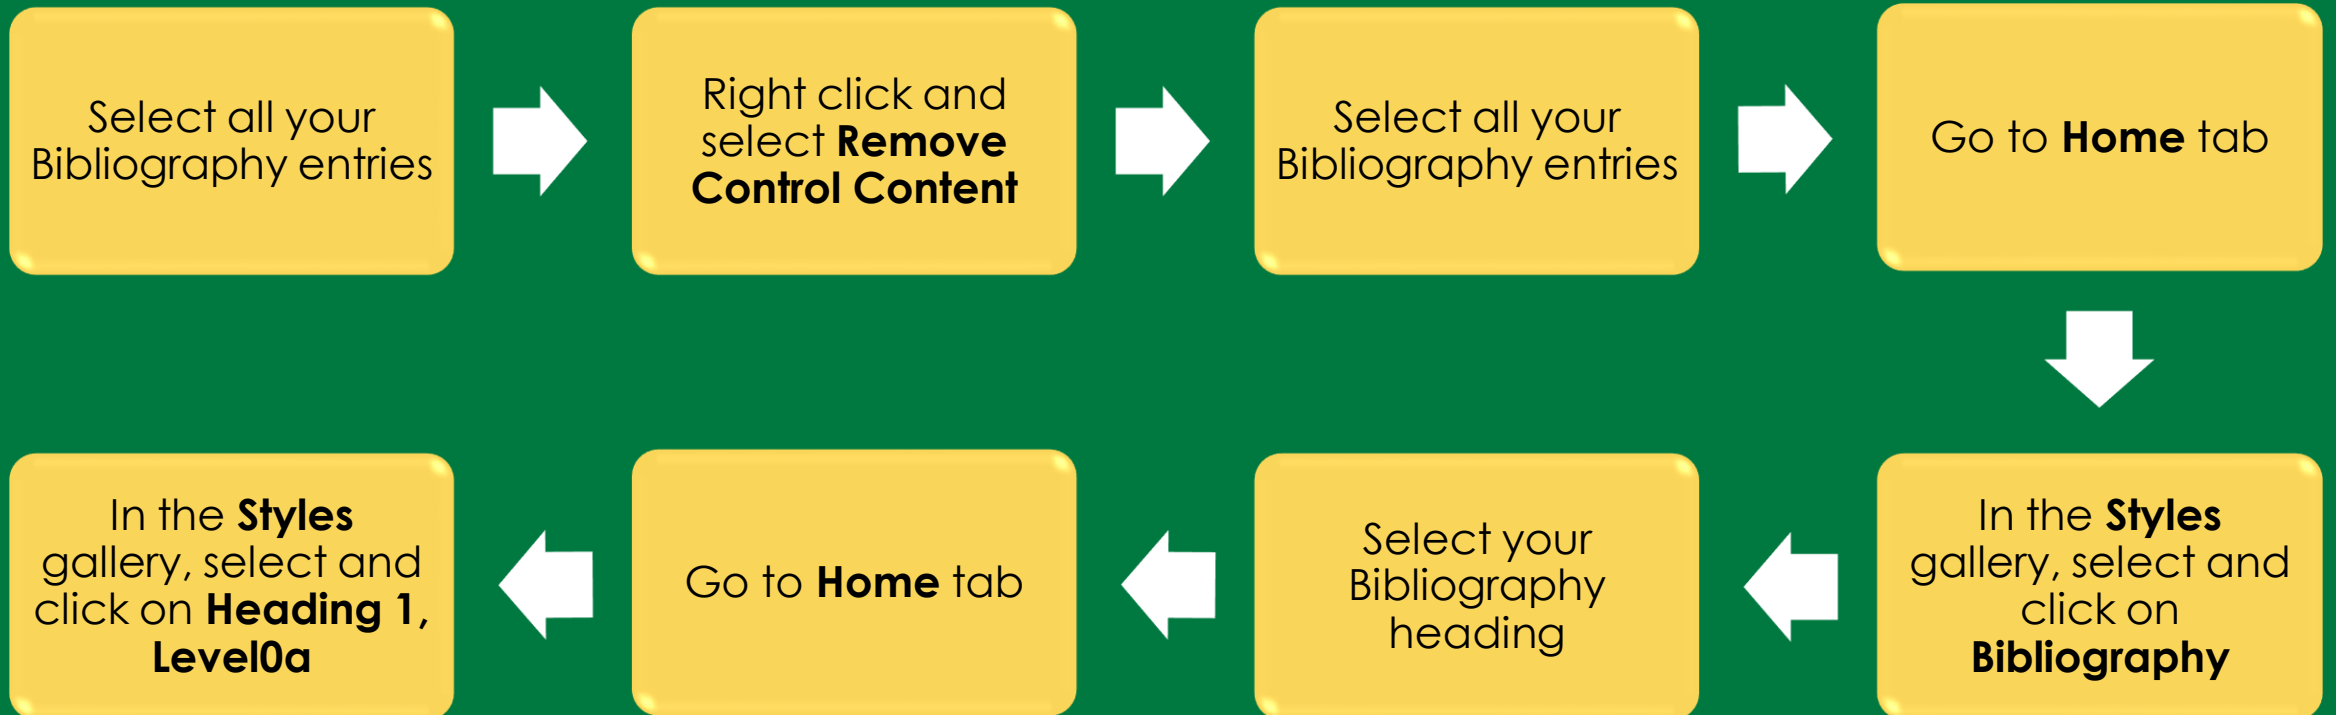 Select all your
Bibliography entries
Right click and
select Remove
Control Content
Select all your
Bibliography entries
Go to Home tab
In the Styles
gallery, select and
click on
Bibliography
Select your
Bibliography
heading
Go to Home tab
In the Styles
gallery, select and
click on Heading 1,
Level0a